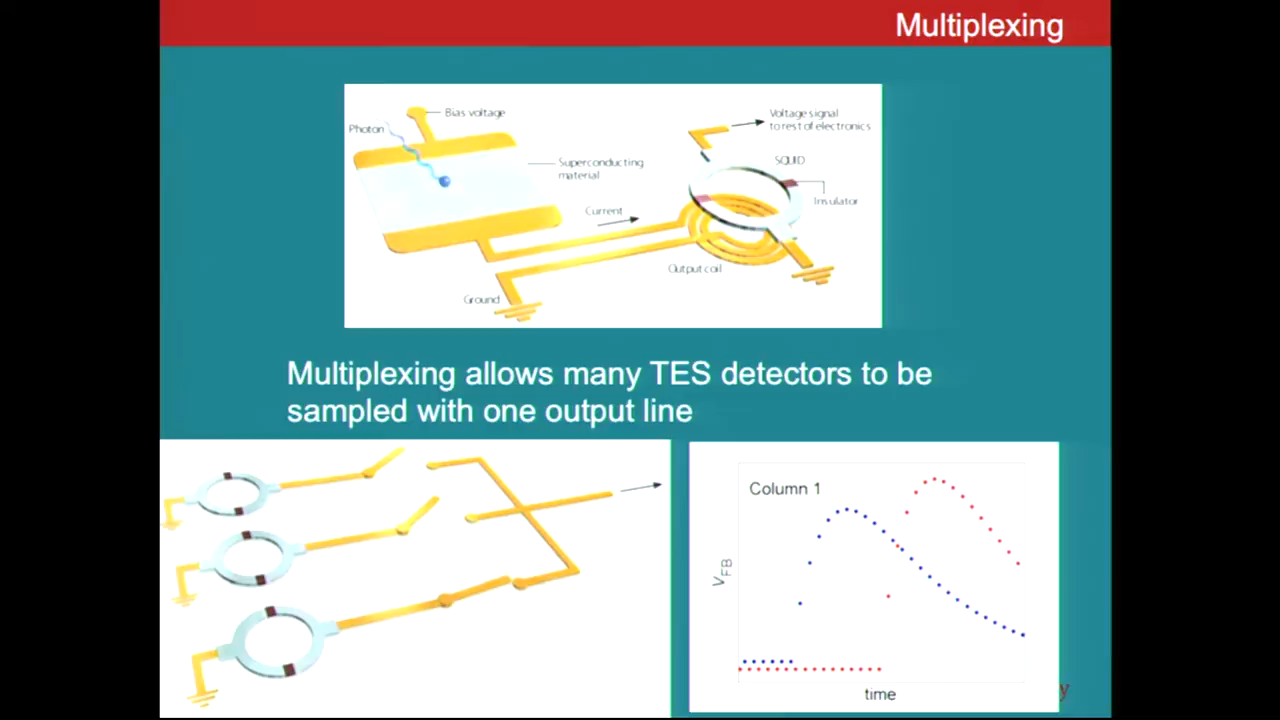 Multiplexing
Bias voltage
Photon
Superconducting
material
Current
Ground
Output coil
Voltage signal
to rest of electronics
SQUID
Insulator
Multiplexing allows many TES detectors to be
sampled with one output line
Column 1
VFB
time
y